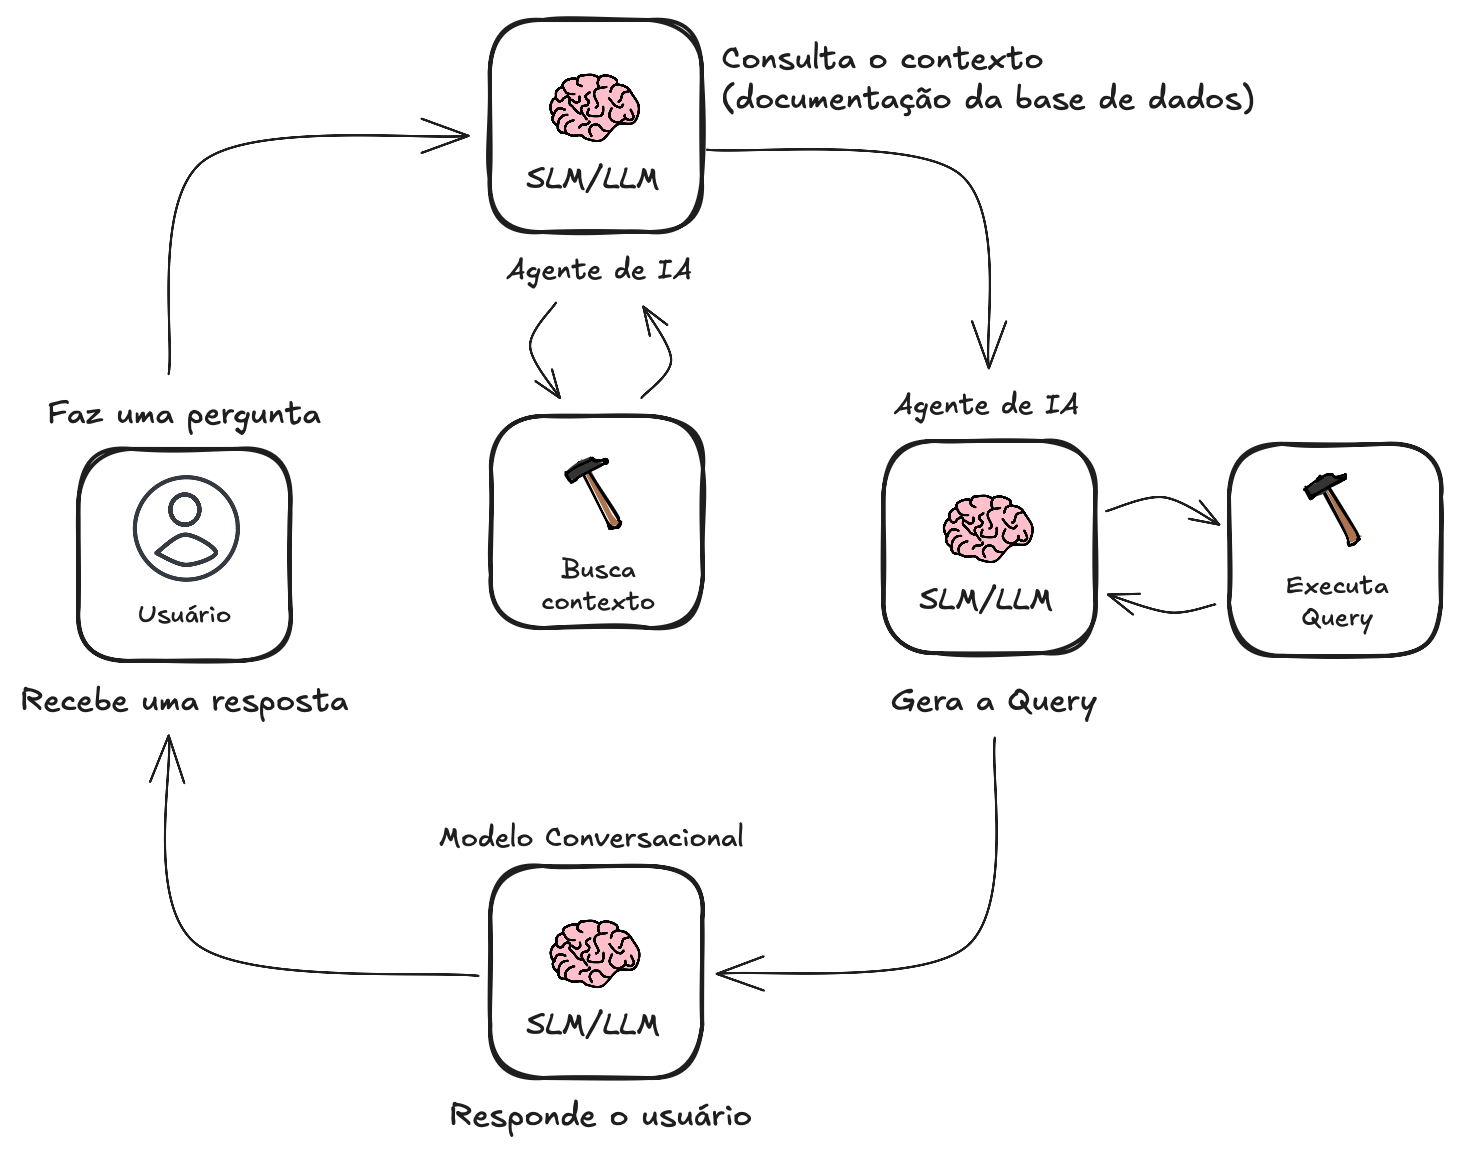 Consulta o contexto
(documentação da base de dados)
SLM/LLM
Agente de IA
Faz uma pergunta
Usuário
Recebe uma resposta
Busca
contexto
Agente de IA
SLM/LLM
Gera a Query
Executa
Query
Modelo Conversacional
SLM/LLM
Responde o usuário